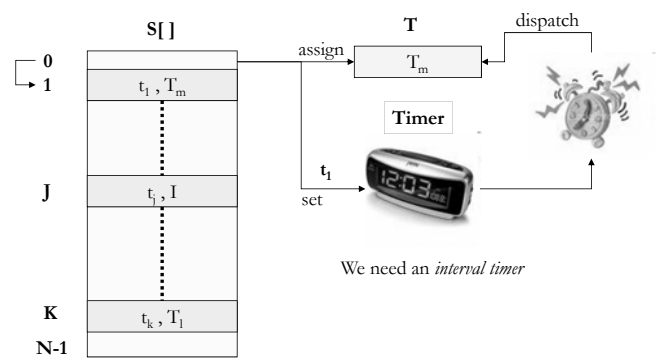 S[ ]
T
dispatch
0
assign
1
t1 , Tm
Tm
Timer
t1
12:03
J
tj , I
set
We need an interval timer
K
tk , Tl
N-1